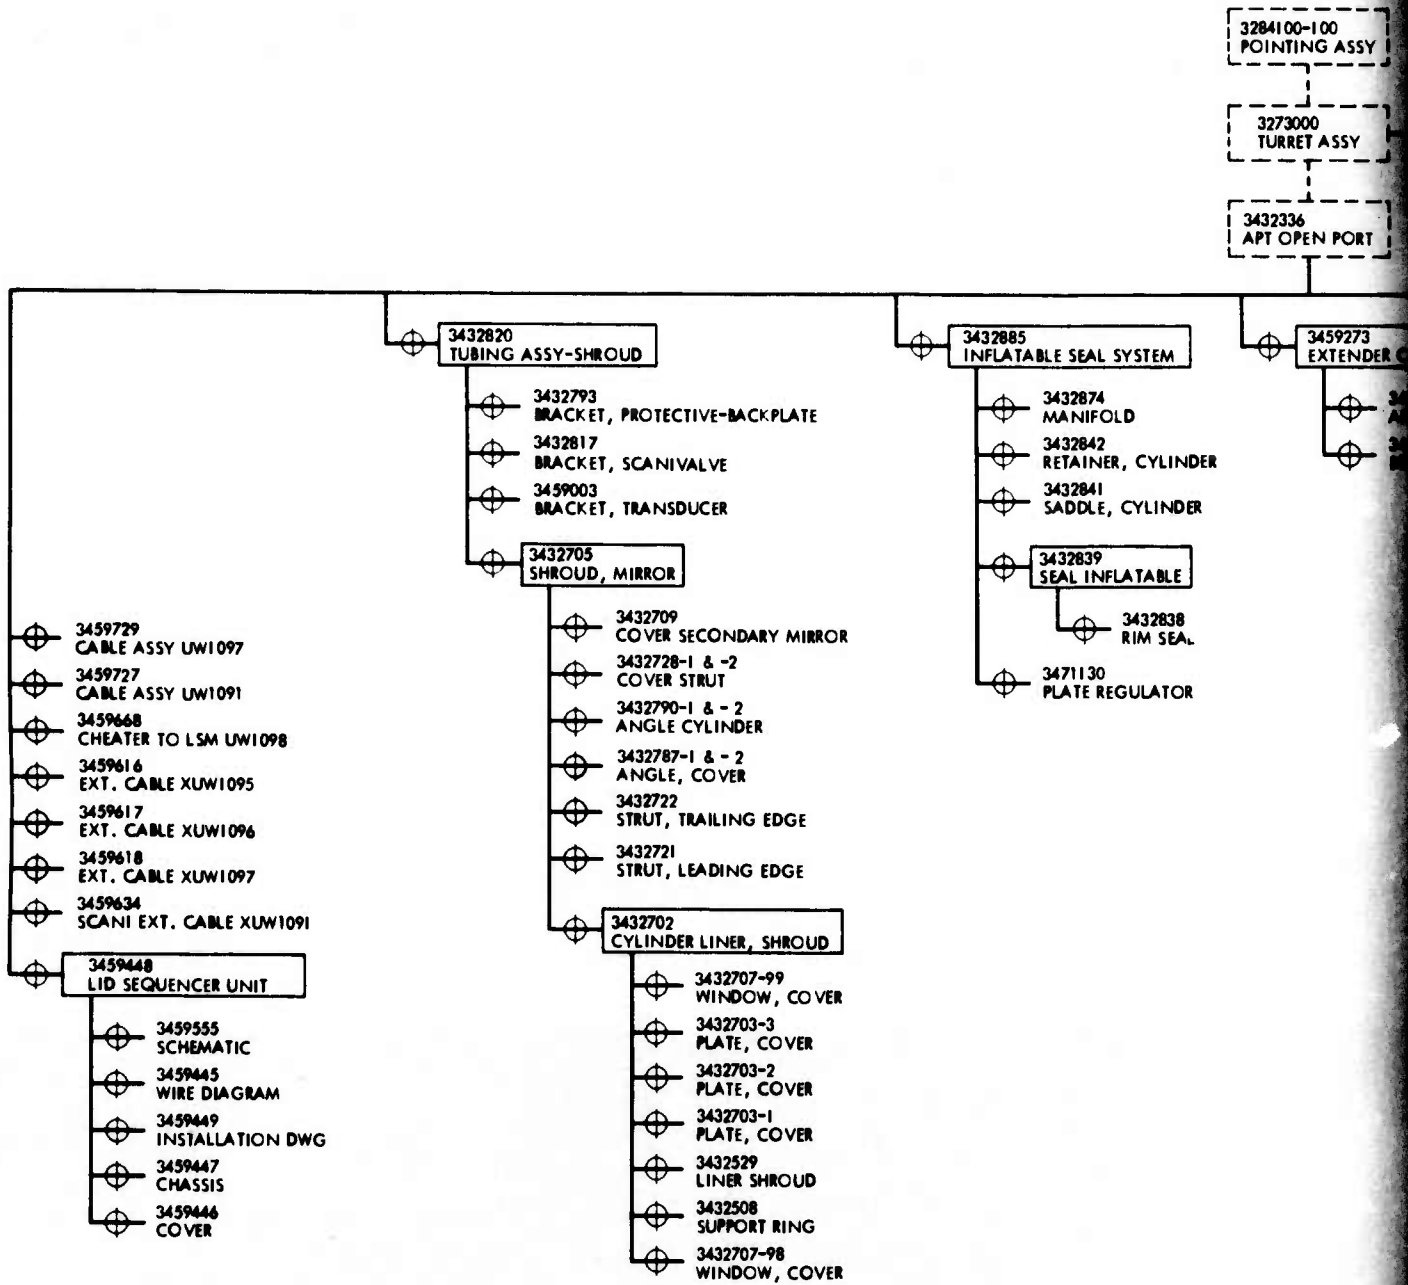 3284100-100
POINTING ASSY
3273000
TURRET ASSY
3432336
APT OPEN PORT
3432820
TUBING ASSY-SHROUD
3432793
BRACKET, PROTECTIVE-BACKPLATE
3432817
BRACKET, SCANIVALVE
3459003
BRACKET, TRANSDUCER
3432705
SHROUD, MIRROR
3432709
COVER SECONDARY MIRROR
3432728-1 & -2
COVER STRUT
3432790-1 & - 2
ANGLE CYLINDER
3432787-1 & - 2
ANGLE, COVER
3432722
STRUT, TRAILING EDGE
3432721
STRUT, LEADING EDGE
3432702
CYLINDER LINER, SHROUD
3432707-99
WINDOW, COVER
3432703-3
PLATE, COVER
3432703-2
PLATE, COVER
3432703-1
PLATE, COVER
3432529
LINER SHROUD
3432508
SUPPORT RING
3432707-98
WINDOW, COVER
3432885
INFLATABLE SEAL SYSTEM
3432874
MANIFOLD
3432842
RETAINER, CYLINDER
3432841
SADDLE, CYLINDER
3432839
SEAL INFLATABLE
3432838
RIM SEAL
3471130
PLATE REGULATOR
3459273
EXTENDER
3459729
CABLE ASSY UW1097
3459727
CABLE ASSY UW1091
3459668
CHEATER TO LSM UW1098
3459616
EXT. CABLE XUW1095
3459617
EXT. CABLE XUW1096
3459618
EXT. CABLE XUW1097
3459634
SCANI EXT. CABLE XUW1091
3459448
LID SEQUENCER UNIT
3459555
SCHEMATIC
3459445
WIRE DIAGRAM
3459449
INSTALLATION DWG
3459447
CHASSIS
3459446
COVER